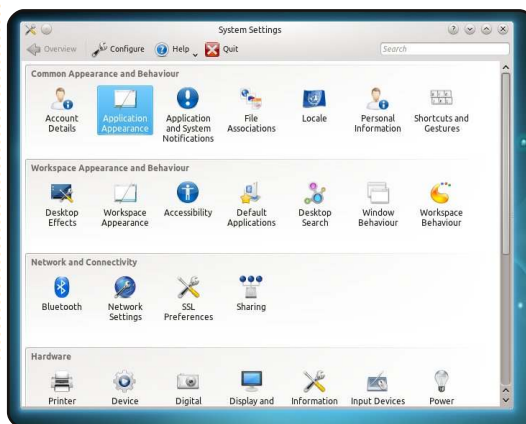 System Settings
Overview Configure Help Quit Search
Common Appearance and Behaviour
Account Details
Application Appearance
Application and System Notifications
File Associations
Locale
Personal Information
Shortcuts and Gestures
Workspace Appearance and Behaviour
Desktop Effects
Workspace Appearance
Accessibility
Default Applications
Desktop Search
Window Behaviour
Workspace Behaviour
Network and Connectivity
Bluetooth
Network Settings
SSL Preferences
Sharing
Hardware
Printer
Device
Digital
Display and
Information
Input Devices
Power